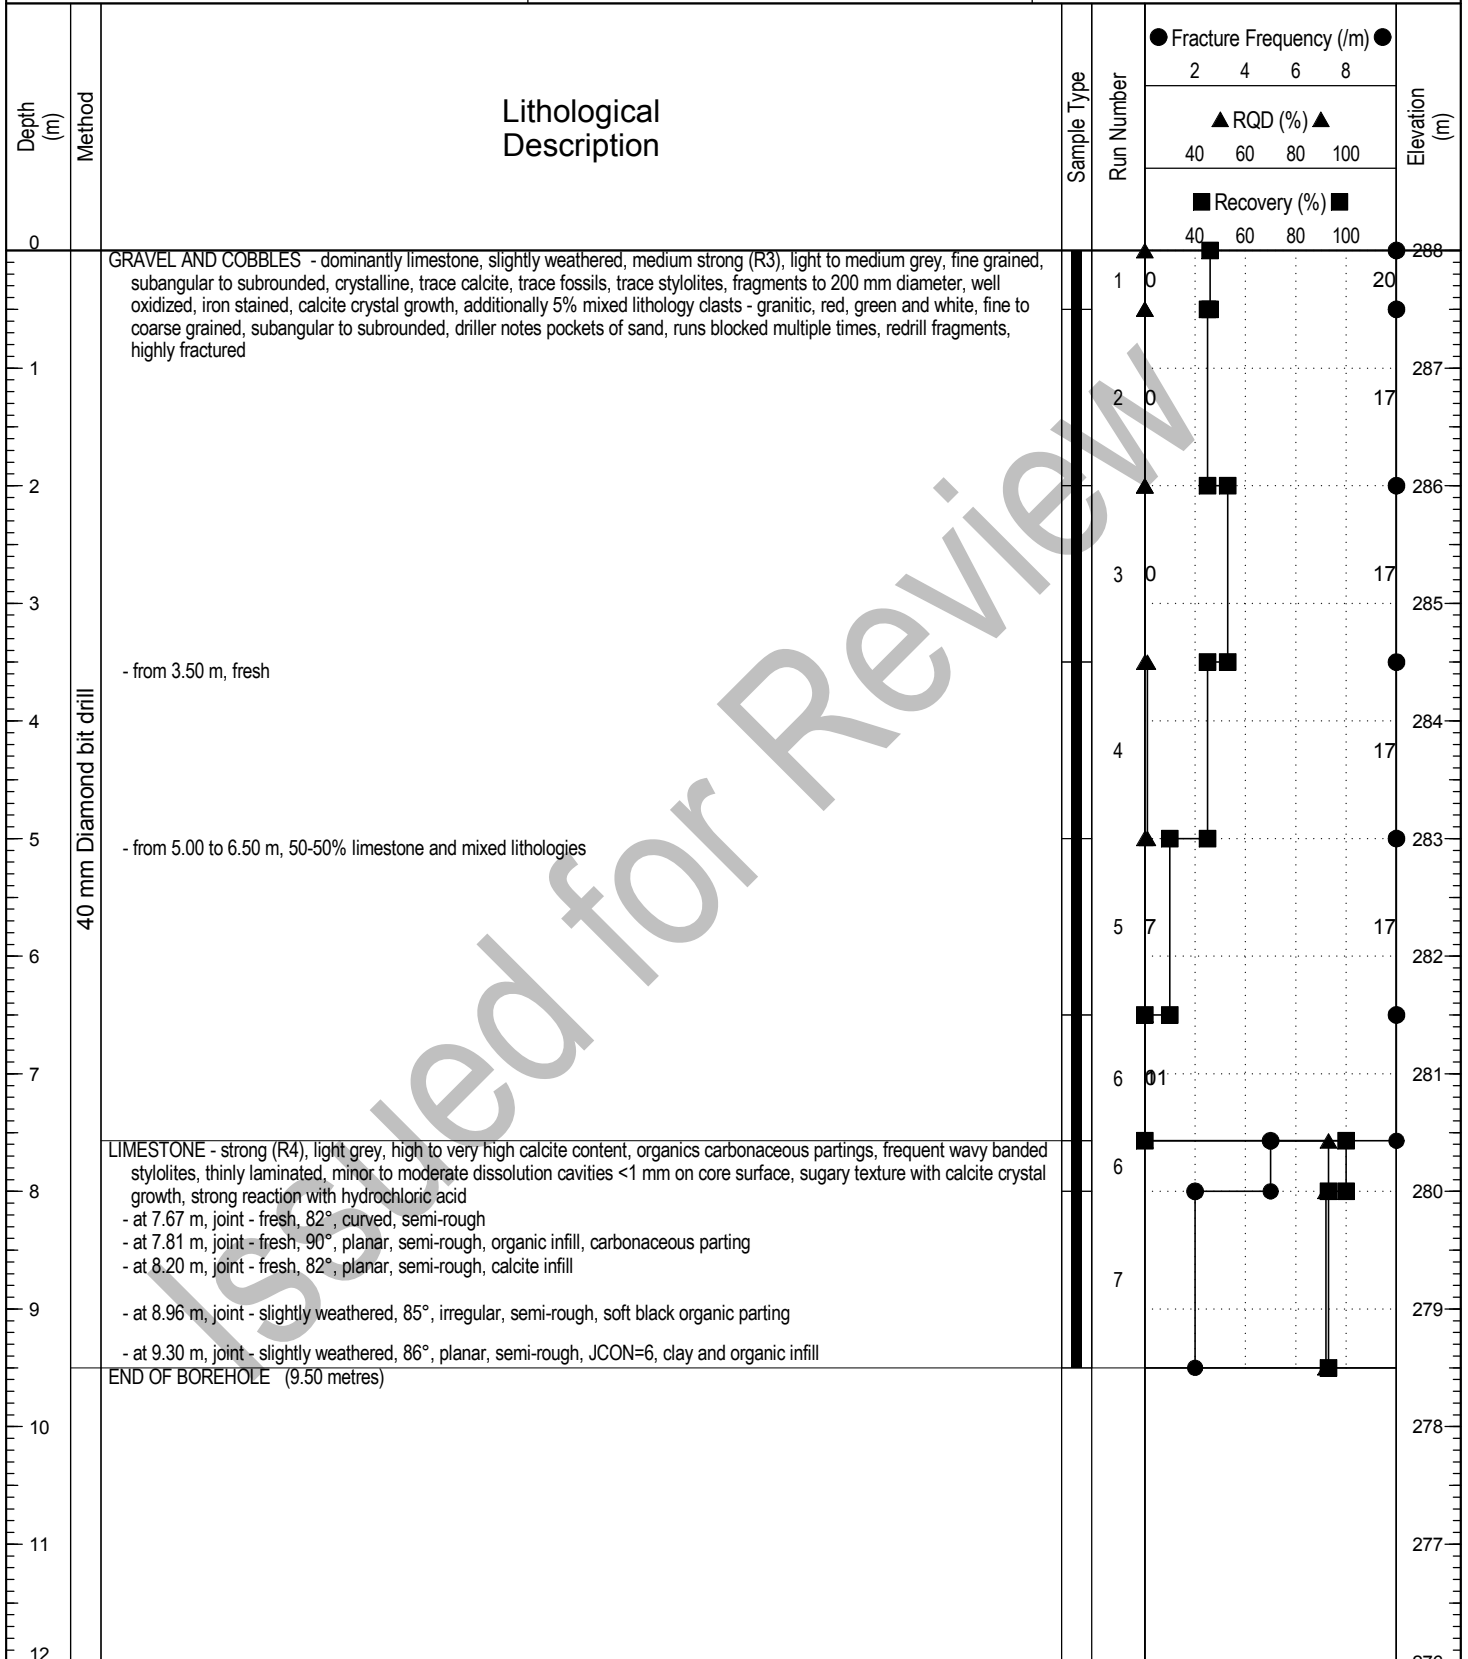 Depth
(m)
Method
Lithological
Description
Sample Type
Run Number
Fracture Frequency (/m)
2 4 6 8
RQD (%)
40 60 80 100
Recovery (%)
40 60 80 100
Elevation
(m)
0
288
GRAVEL AND COBBLES - dominantly limestone, slightly weathered, medium strong (R3), light to medium grey, fine grained,
subangular to subrounded, crystalline, trace calcite, trace fossils, trace stylolites, fragments to 200 mm diameter, well
oxidized, iron stained, calcite crystal growth, additionally 5% mixed lithology clasts - granitic, red, green and white, fine to
coarse grained, subangular to subrounded, driller notes pockets of sand, runs blocked multiple times, redrill fragments,
highly fractured
1 0 20
1
287
2 0 17
2
286
3 0 17
3
285
- from 3.50 m, fresh
40 mm Diamond bit drill
4
284
4 17
5
283
- from 5.00 to 6.50 m, 50-50% limestone and mixed lithologies
5 7 17
6
282
7
281
6 01
LIMESTONE - strong (R4), light grey, high to very high calcite content, organics carbonaceous partings, frequent wavy banded
stylolites, thinly laminated, minor to moderate dissolution cavities <1 mm on core surface, sugary texture with calcite crystal
growth, strong reaction with hydrochloric acid
6
8
280
- at 7.67 m, joint - fresh, 82°, curved, semi-rough
- at 7.81 m, joint - fresh, 90°, planar, semi-rough, organic infill, carbonaceous parting
- at 8.20 m, joint - fresh, 82°, planar, semi-rough, calcite infill
7
9
279
- at 8.96 m, joint - slightly weathered, 85°, irregular, semi-rough, soft black organic parting
- at 9.30 m, joint - slightly weathered, 86°, planar, semi-rough, JCON=6, clay and organic infill
END OF BOREHOLE (9.50 metres)
10
278
11
277
12
Issued for Review